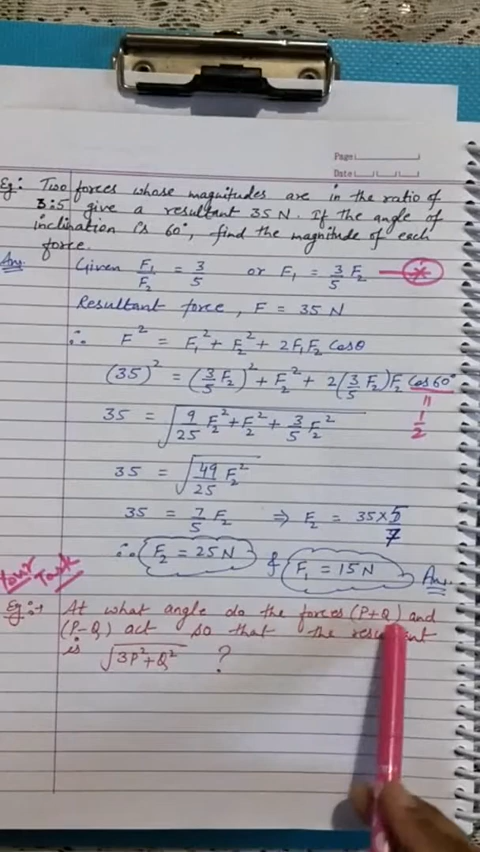 Page:
Date:
Eg: Two forces whose magnitudes are in the ratio of
3:5 give a resultant 35 N. If the angle of
inclination is 60°, find the magnitude of each
force.
Ans. Given F₁/F₂ = 3/5 or F₁ = 3/5 F₂ — *
Resultant force, F = 35 N
∴ F² = F₁² + F₂² + 2F₁F₂ Cosθ
(35)² = (3/5 F₂)² + F₂² + 2(3/5 F₂)F₂ Cos60°
35 = √(9/25 F₂² + F₂² + 3/5 F₂²) = 1/2
35 = √(49/25 F₂²)
35 = 7/5 F₂ ⇒ F₂ = 35×5/7
∴ F₂ = 25N & F₁ = 15N Ans.
Your Task
Eg:→ At what angle do the forces (P+Q) and
(P-Q) act so that the resultant
is √(3P²+Q²) ?